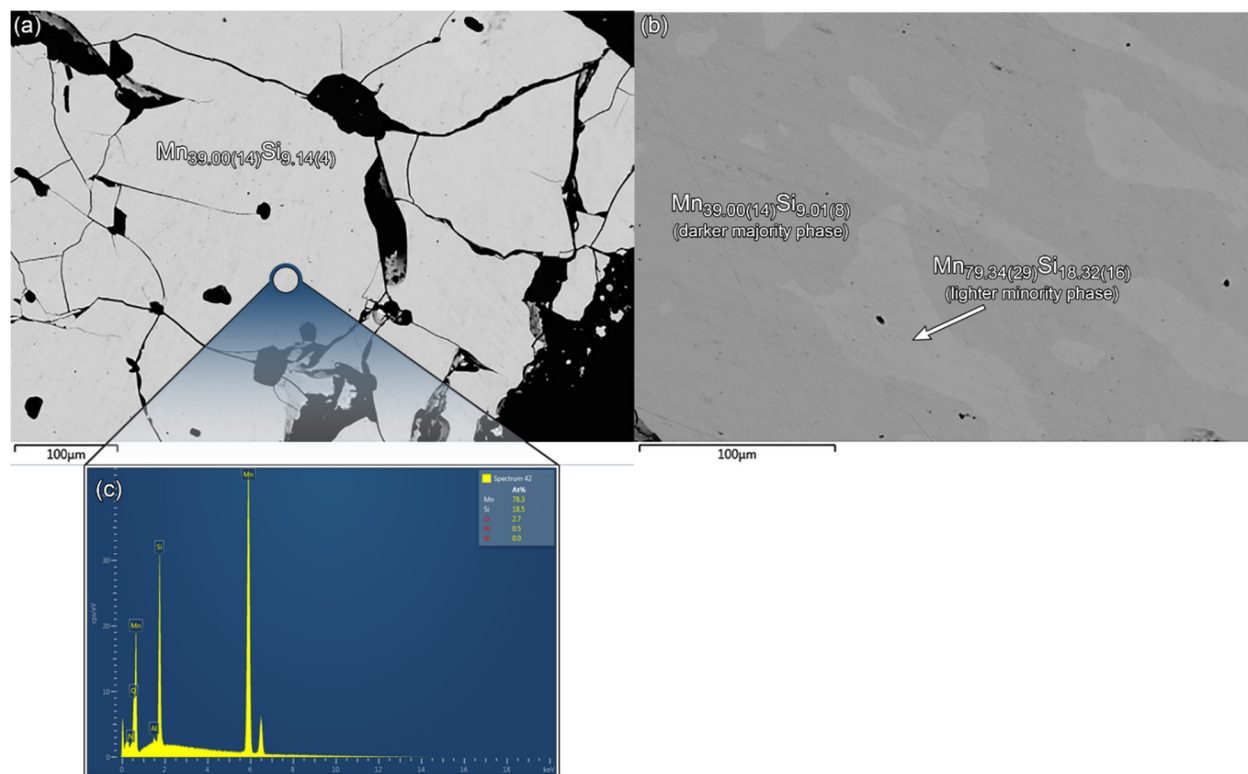 (a)
Mn39.00(14)Si9.14(4)
100μm
(b)
Mn39.00(14)Si9.01(8)
(darker majority phase)
Mn79.34(29)Si18.32(16)
(lighter minority phase)
100μm
(c)
Mn
Spectrum 42
At%
Mn 78.3
Si 18.5
O 2.7
Al 0.5
0.0
Si
Mn
O
Al
N
cps/eV
30
20
10
0
0 2 4 6 8 10 12 14 16 18 keV